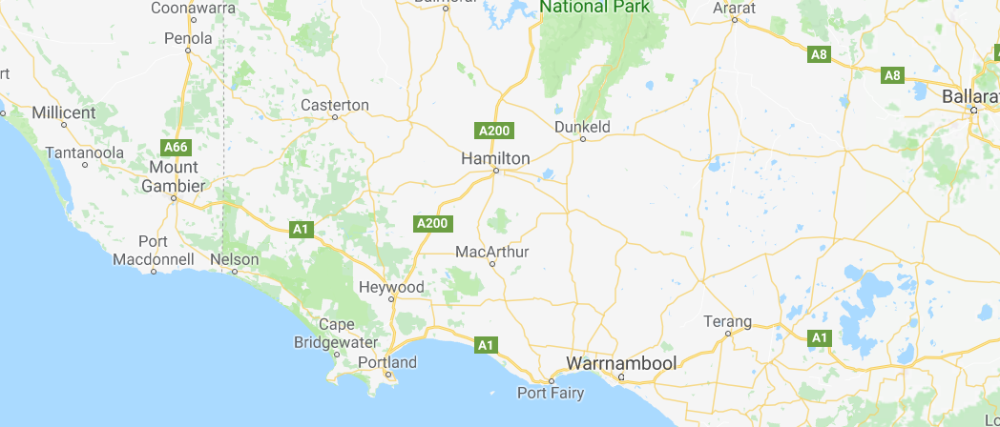 Coonawarra
National Park
Ararat
Penola
A8
A8
Casterton
Millicent
A200
Dunkeld
Tantanoola
A66
Hamilton
Mount
Gambier
A1
A200
Port
Macdonnell
Nelson
MacArthur
Heywood
Cape
Bridgewater
Terang
A1
A1
Portland
Warrnambool
Port Fairy